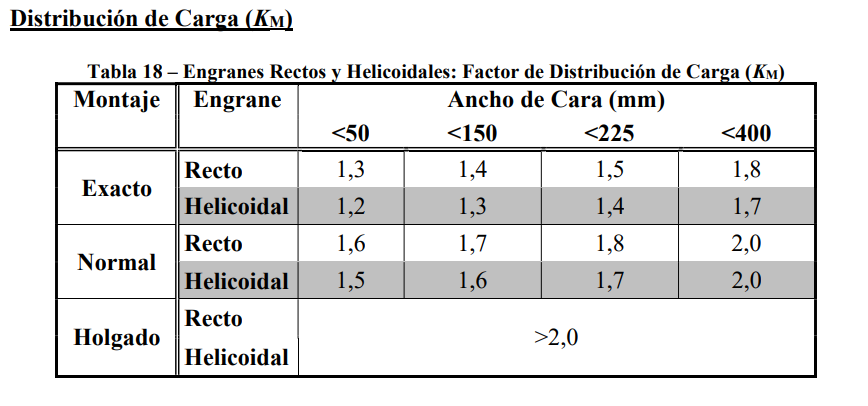 Distribución de Carga (KM)
Tabla 18 – Engranes Rectos y Helicoidales: Factor de Distribución de Carga (KM)
Montaje Engrane Ancho de Cara (mm)
<50 <150 <225 <400
Exacto Recto 1,3 1,4 1,5 1,8
Helicoidal 1,2 1,3 1,4 1,7
Normal Recto 1,6 1,7 1,8 2,0
Helicoidal 1,5 1,6 1,7 2,0
Holgado Recto >2,0
Helicoidal